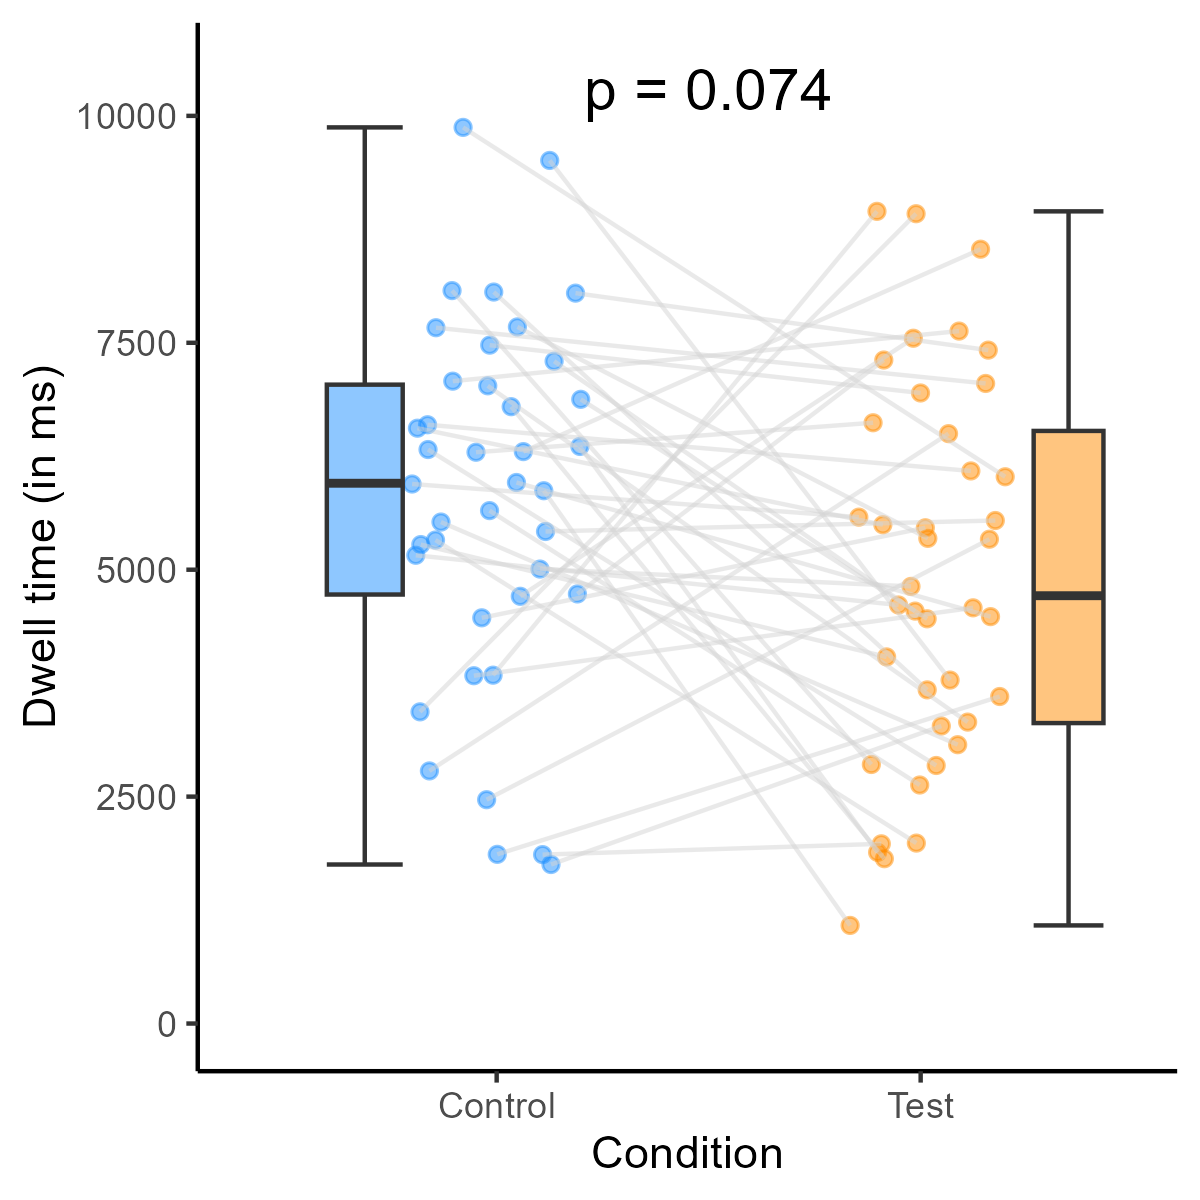 p = 0.074
10000
7500
5000
2500
0
Dwell time (in ms)
Control
Test
Condition